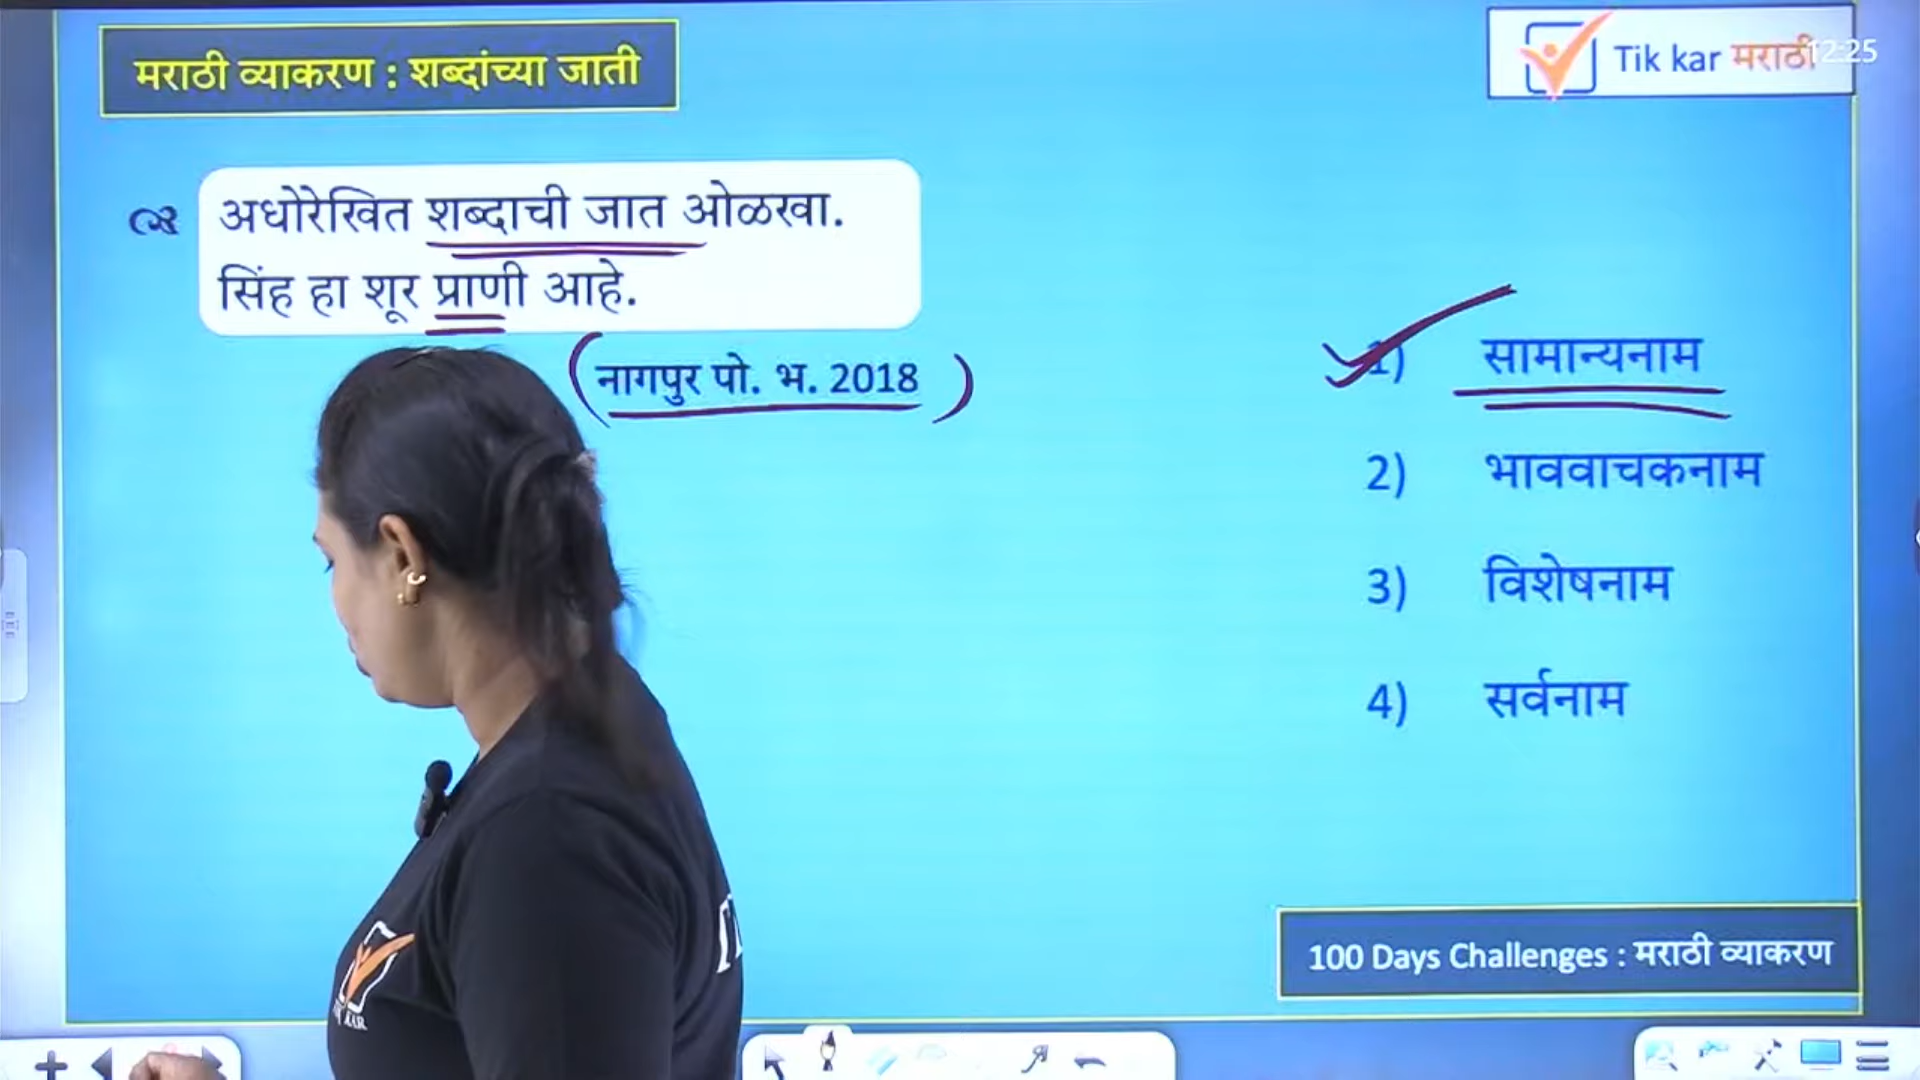 मराठी व्याकरण : शब्दांच्या जाती
Tik kar मराठी
12:25
अधोरेखित शब्दाची जात ओळखा.
सिंह हा शूर प्राणी आहे.
नागपुर पो. भ. 2018
1) सामान्यनाम
2) भाववाचकनाम
3) विशेषनाम
4) सर्वनाम
100 Days Challenges : मराठी व्याकरण